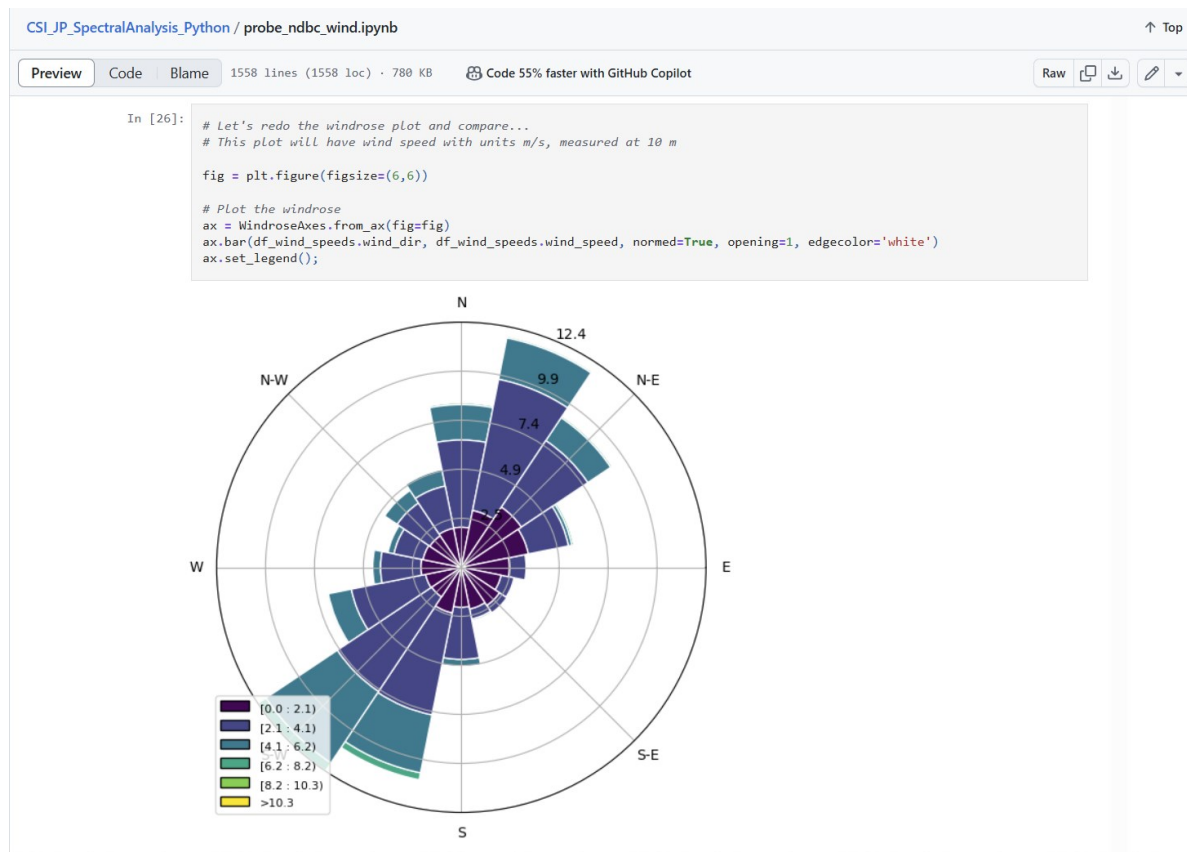 CSI_JP_SpectralAnalysis_Python / probe_ndbc_wind.ipynb
↑ Top
Preview Code Blame 1558 lines (1558 loc) · 780 KB Code 55% faster with GitHub Copilot Raw
In [26]:
# Let's redo the windrose plot and compare...
# This plot will have wind speed with units m/s, measured at 10 m
fig = plt.figure(figsize=(6,6))
# Plot the windrose
ax = WindroseAxes.from_ax(fig=fig)
ax.bar(df_wind_speeds.wind_dir, df_wind_speeds.wind_speed, normed=True, opening=1, edgecolor='white')
ax.set_legend();
N
12.4
N-W
9.9
N-E
7.4
4.9
2.5
W
E
[0.0 : 2.1)
[2.1 : 4.1)
[4.1 : 6.2)
[6.2 : 8.2)
[8.2 : 10.3)
>10.3
S-W
S-E
S